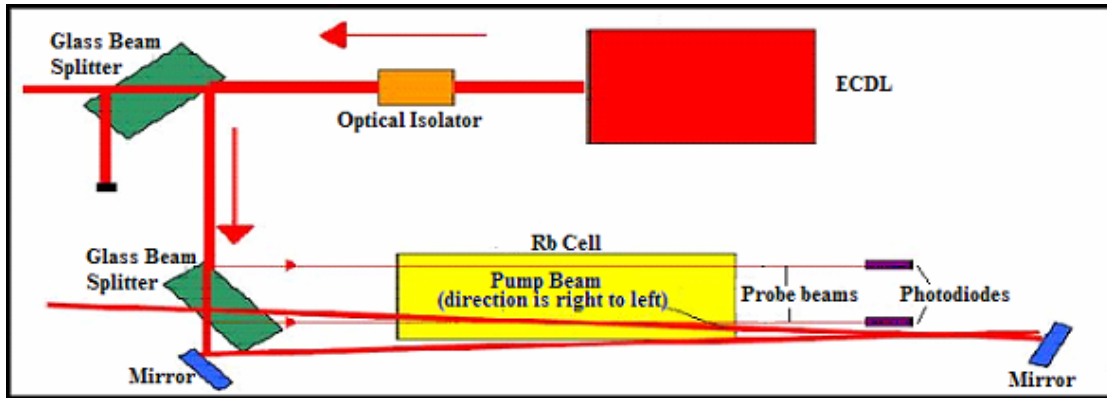 Glass Beam
Splitter
ECDL
Optical Isolator
Glass Beam
Splitter
Rb Cell
Pump Beam
(direction is right to left)
Probe beams
Photodiodes
Mirror
Mirror